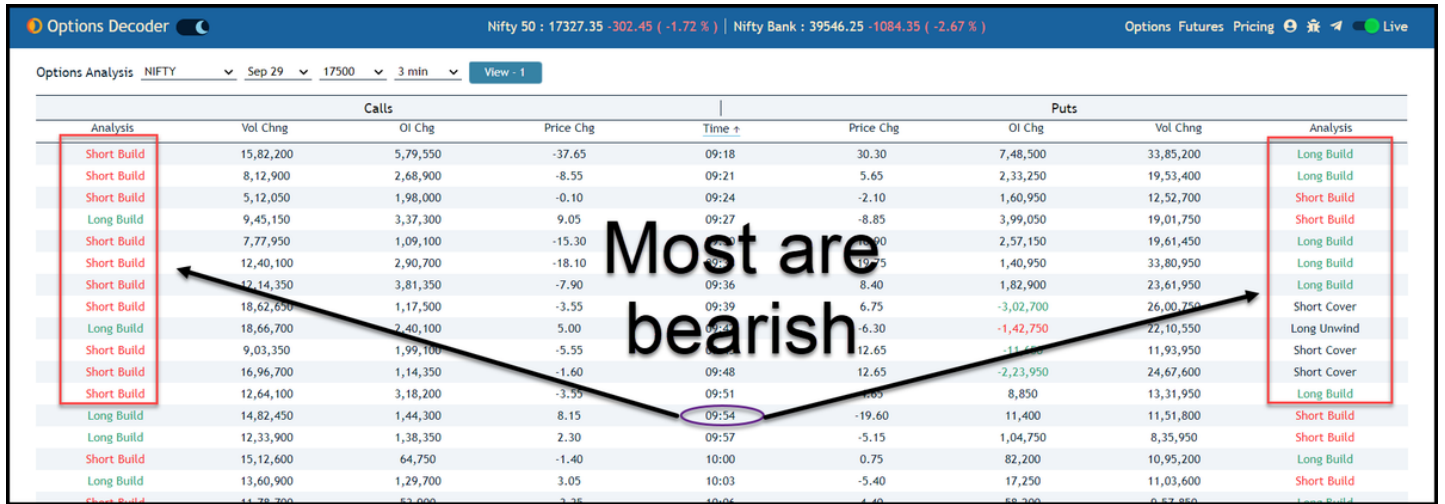 Options Decoder Nifty 50 : 17327.35 -302.45 ( -1.72 % ) | Nifty Bank : 39546.25 -1084.35 ( -2.67 % ) Options Futures Pricing Live
Options Analysis NIFTY Sep 29 17500 3 min View - 1
Calls | Puts
Analysis Vol Chng OI Chg Price Chg Time ↑ Price Chg OI Chg Vol Chng Analysis
Short Build 15,82,200 5,79,550 -37.65 09:18 30.30 7,48,500 33,85,200 Long Build
Short Build 8,12,900 2,68,900 -8.55 09:21 5.65 2,33,250 19,53,400 Long Build
Short Build 5,12,050 1,98,000 -0.10 09:24 -2.10 1,60,950 12,52,700 Short Build
Long Build 9,45,150 3,37,300 9.05 09:27 -8.85 3,99,050 19,01,750 Short Build
Short Build 7,77,950 1,09,100 -15.30 2,57,150 19,61,450 Long Build
Short Build 12,40,100 2,90,700 -18.10 1,40,950 33,80,950 Long Build
Most are
Short Build 12,14,350 3,81,350 -7.90 09:36 8.40 1,82,900 23,61,950 Long Build
Short Build 18,62,650 1,17,500 -3.55 09:39 6.75 -3,02,700 26,00,750 Short Cover
bearish
Long Build 18,66,700 2,40,100 5.00 -6.30 -1,42,750 22,10,550 Long Unwind
Short Build 9,03,350 1,99,100 -5.55 12.65 11,93,950 Short Cover
Short Build 16,96,700 1,14,350 -1.60 09:48 12.65 -2,23,950 24,67,600 Short Cover
Short Build 12,64,100 3,18,200 -3.55 09:51 8,850 13,31,950 Long Build
Long Build 14,82,450 1,44,300 8.15 09:54 -19.60 11,400 11,51,800 Short Build
Long Build 12,33,900 1,38,350 2.30 09:57 -5.15 1,04,750 8,35,950 Short Build
Short Build 15,12,600 64,750 -1.40 10:00 0.75 82,200 10,95,200 Long Build
Long Build 13,60,900 1,29,700 3.05 10:03 -5.40 17,250 11,03,600 Short Build